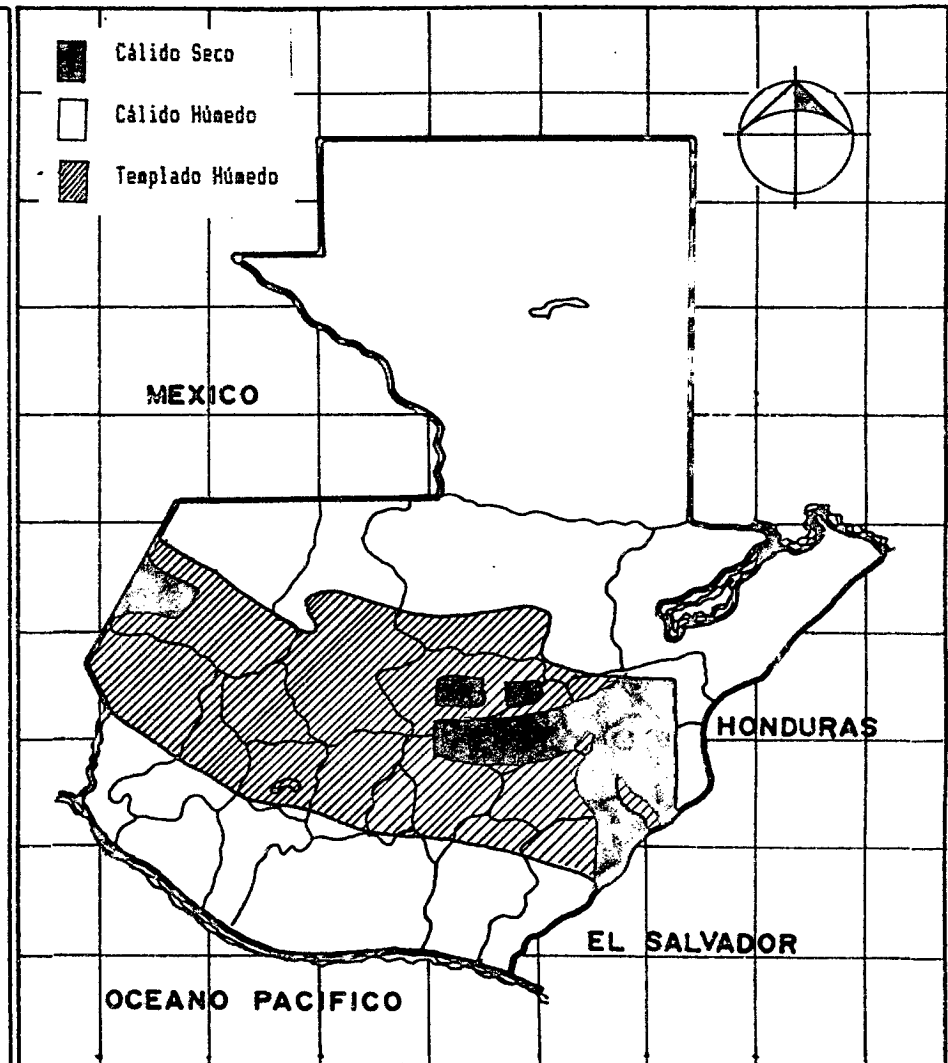 Cálido Seco
Cálido Húmedo
Templado Húmedo
MEXICO
HONDURAS
EL SALVADOR
OCEANO PACIFICO